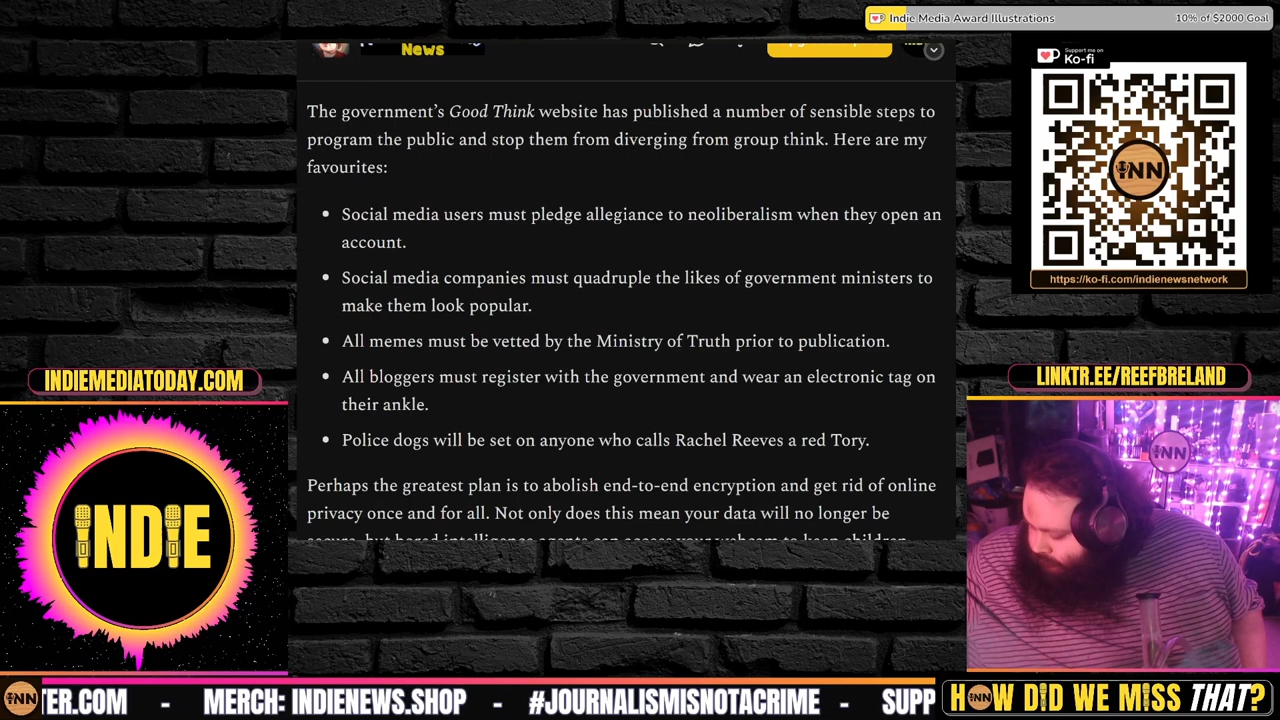 Indie Media Award Illustrations
10% of $2000 Goal
News
Support me on
Ko-fi
The government’s Good Think website has published a number of sensible steps to
program the public and stop them from diverging from group think. Here are my
favourites:
• Social media users must pledge allegiance to neoliberalism when they open an
account.
• Social media companies must quadruple the likes of government ministers to
make them look popular.
• All memes must be vetted by the Ministry of Truth prior to publication.
• All bloggers must register with the government and wear an electronic tag on
their ankle.
• Police dogs will be set on anyone who calls Rachel Reeves a red Tory.
Perhaps the greatest plan is to abolish end-to-end encryption and get rid of online
privacy once and for all. Not only does this mean your data will no longer be
iNN
https://ko-fi.com/indienewsnetwork
INDIEMEDIATODAY.COM
LINKTR.EE/REEFBRELAND
INDIE
INN
INN
TER.COM - MERCH: INDIENEWS.SHOP - #JOURNALISMISNOTACRIME - SUPP
HOW DID WE MISS THAT?